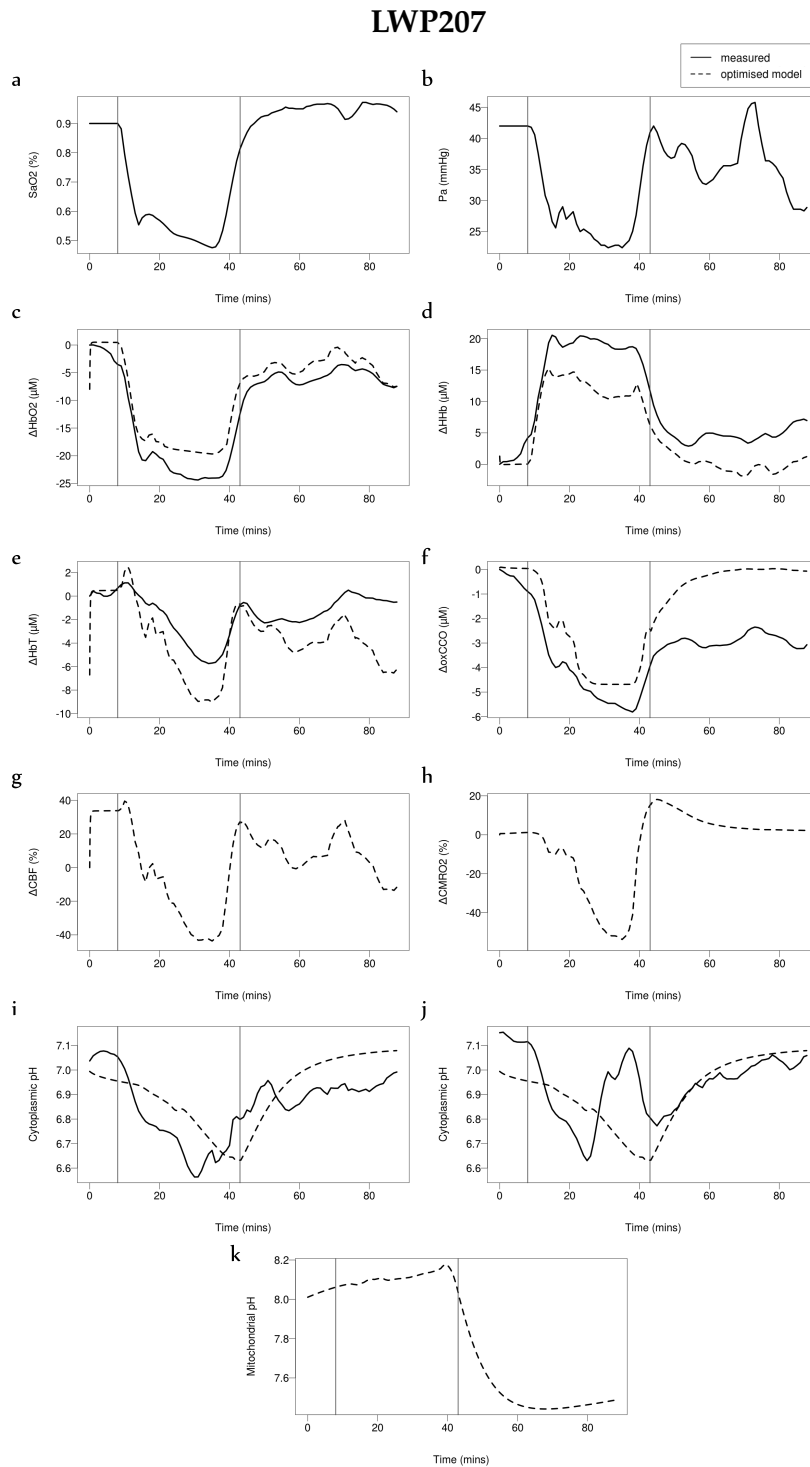 LWP207
measured
optimised model
a
SaO2 (%)
0.9
0.8
0.7
0.6
0.5
0 20 40 60 80
Time (mins)
b
Pa (mmHg)
45
40
35
30
25
0 20 40 60 80
Time (mins)
c
ΔHbO2 (µM)
0
-5
-10
-15
-20
-25
0 20 40 60 80
Time (mins)
d
ΔHHb (µM)
20
15
10
5
0
0 20 40 60 80
Time (mins)
e
ΔHbT (µM)
2
0
-2
-4
-6
-8
-10
0 20 40 60 80
Time (mins)
f
ΔoxCCO (µM)
0
-1
-2
-3
-4
-5
-6
0 20 40 60 80
Time (mins)
g
ΔCBF (%)
40
20
0
-20
-40
0 20 40 60 80
Time (mins)
h
ΔCMRO2 (%)
20
0
-20
-40
0 20 40 60 80
Time (mins)
i
Cytoplasmic pH
7.1
7.0
6.9
6.8
6.7
6.6
0 20 40 60 80
Time (mins)
j
Cytoplasmic pH
7.1
7.0
6.9
6.8
6.7
6.6
0 20 40 60 80
Time (mins)
k
Mitochondrial pH
8.2
8.0
7.8
7.6
0 20 40 60 80
Time (mins)